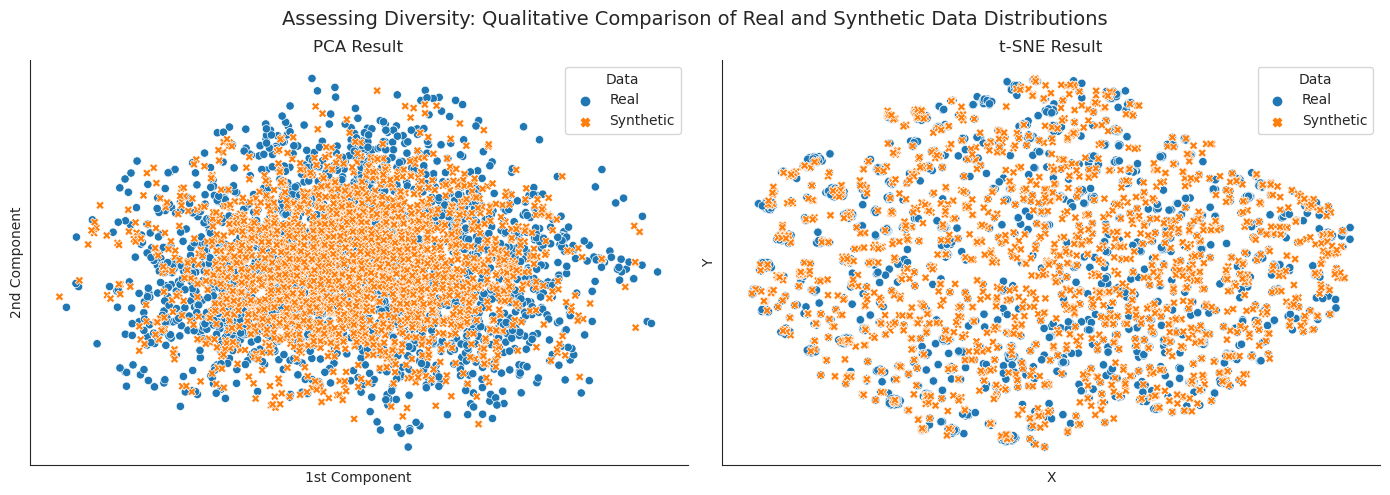 Assessing Diversity: Qualitative Comparison of Real and Synthetic Data Distributions
PCA Result
Data
Real
Synthetic
2nd Component
1st Component
t-SNE Result
Data
Real
Synthetic
Y
X